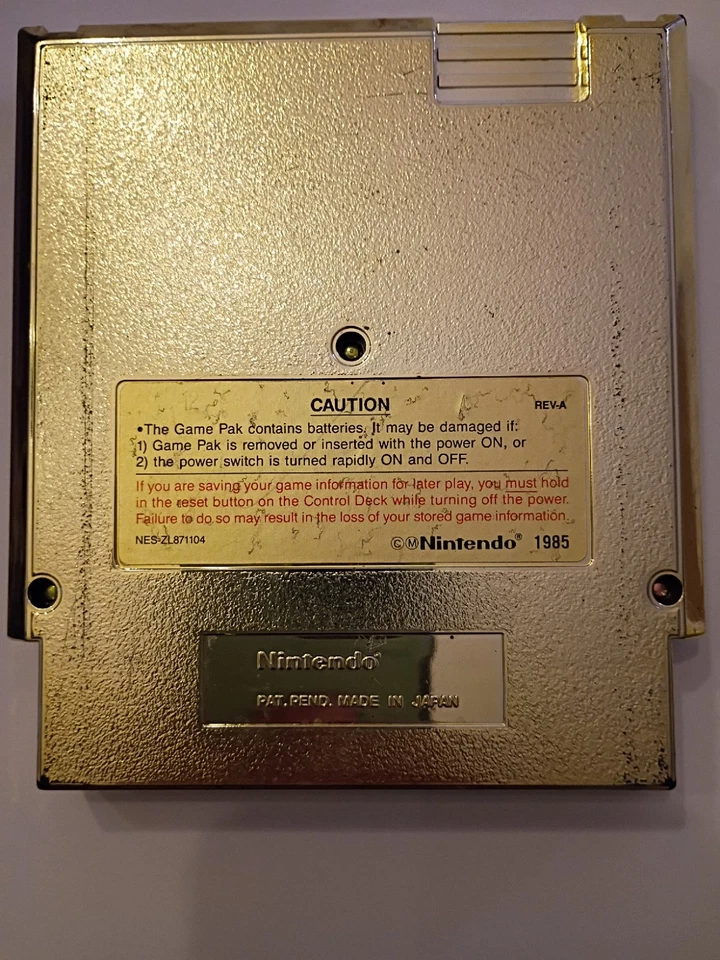 CAUTION
REV-A
•The Game Pak contains batteries. It may be damaged if:
1) Game Pak is removed or inserted with the power ON, or
2) the power switch is turned rapidly ON and OFF.
If you are saving your game information for later play, you must hold
in the reset button on the Control Deck while turning off the power.
Failure to do so may result in the loss of your stored game information.
NES-ZL871104
©Ⓜ Nintendo® 1985
Nintendo®
PAT. PEND. MADE IN JAPAN